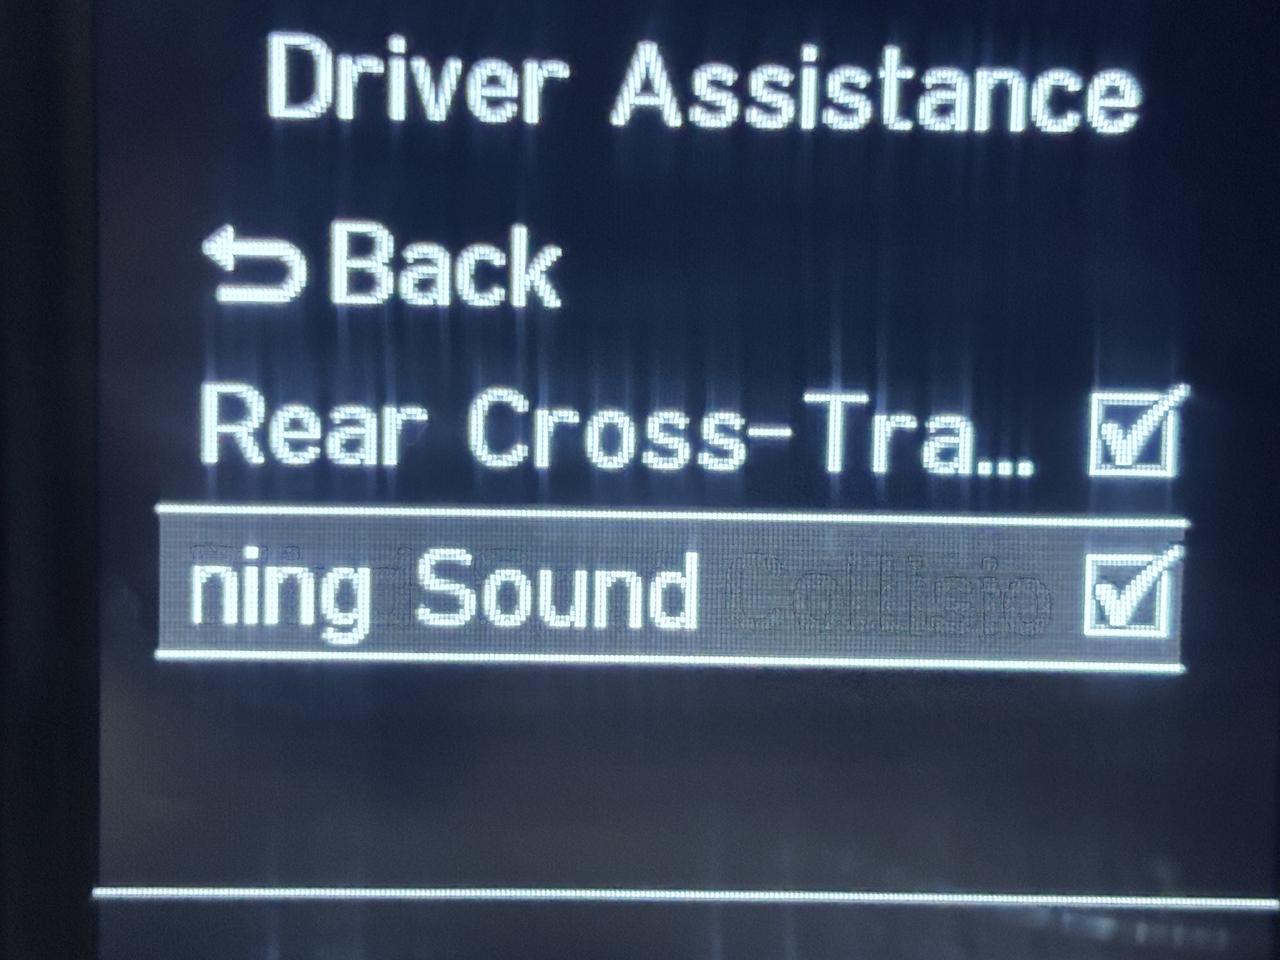 Driver Assistance
Back
Rear Cross-Tra...
ning Sound